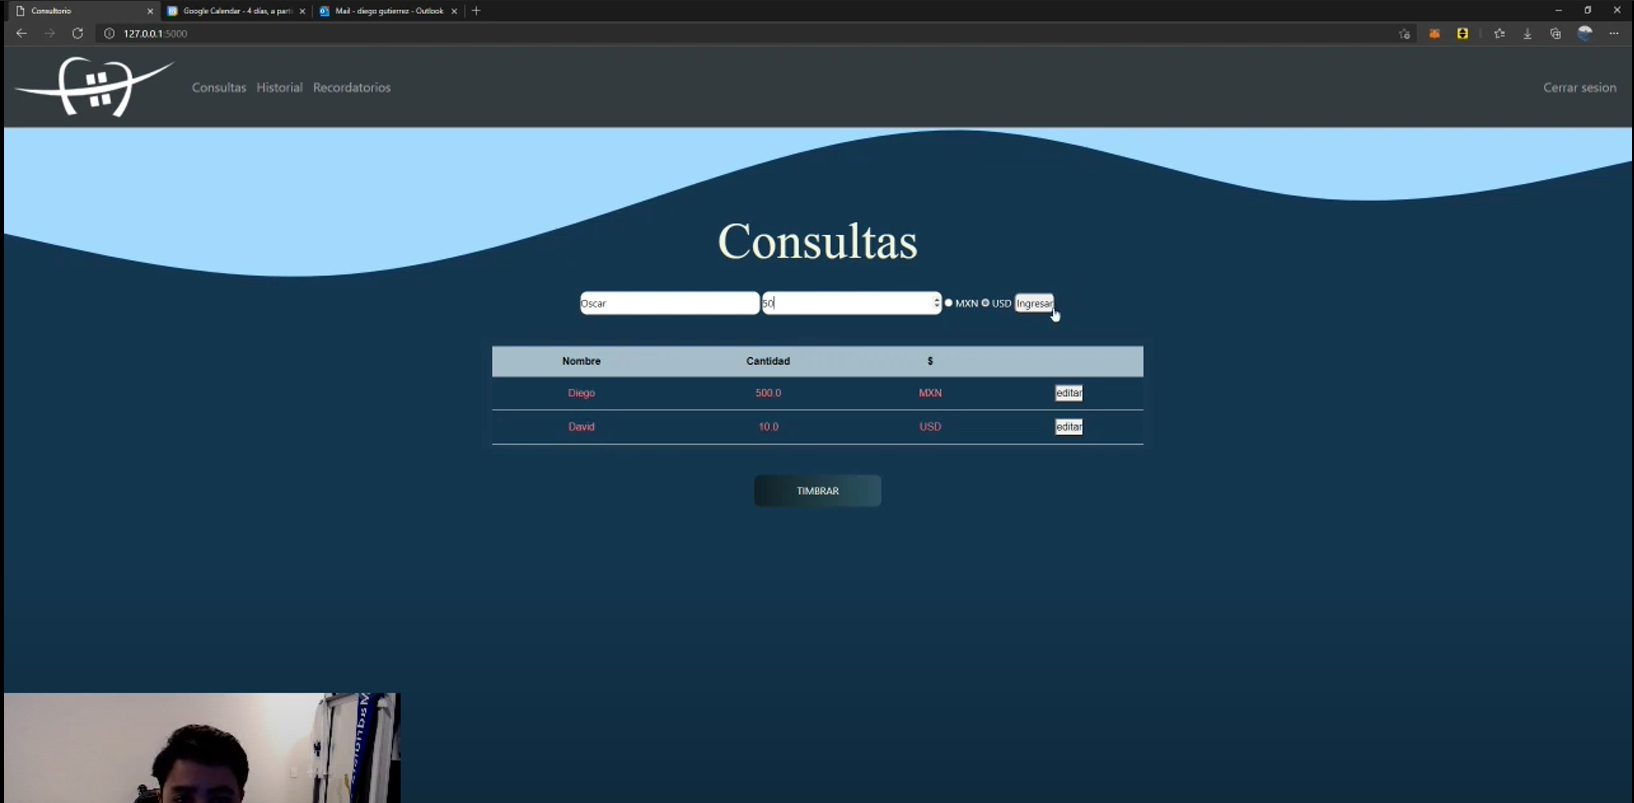 Consultorio
Google Calendar - 4 días, a parti
Mail - diego gutierrez - Outlook
127.0.0.1:5000
Consultas Historial Recordatorios
Cerrar sesion
Consultas
Oscar 50 MXN USD Ingresar
Nombre Cantidad $
Diego 500.0 MXN editar
David 10.0 USD editar
TIMBRAR